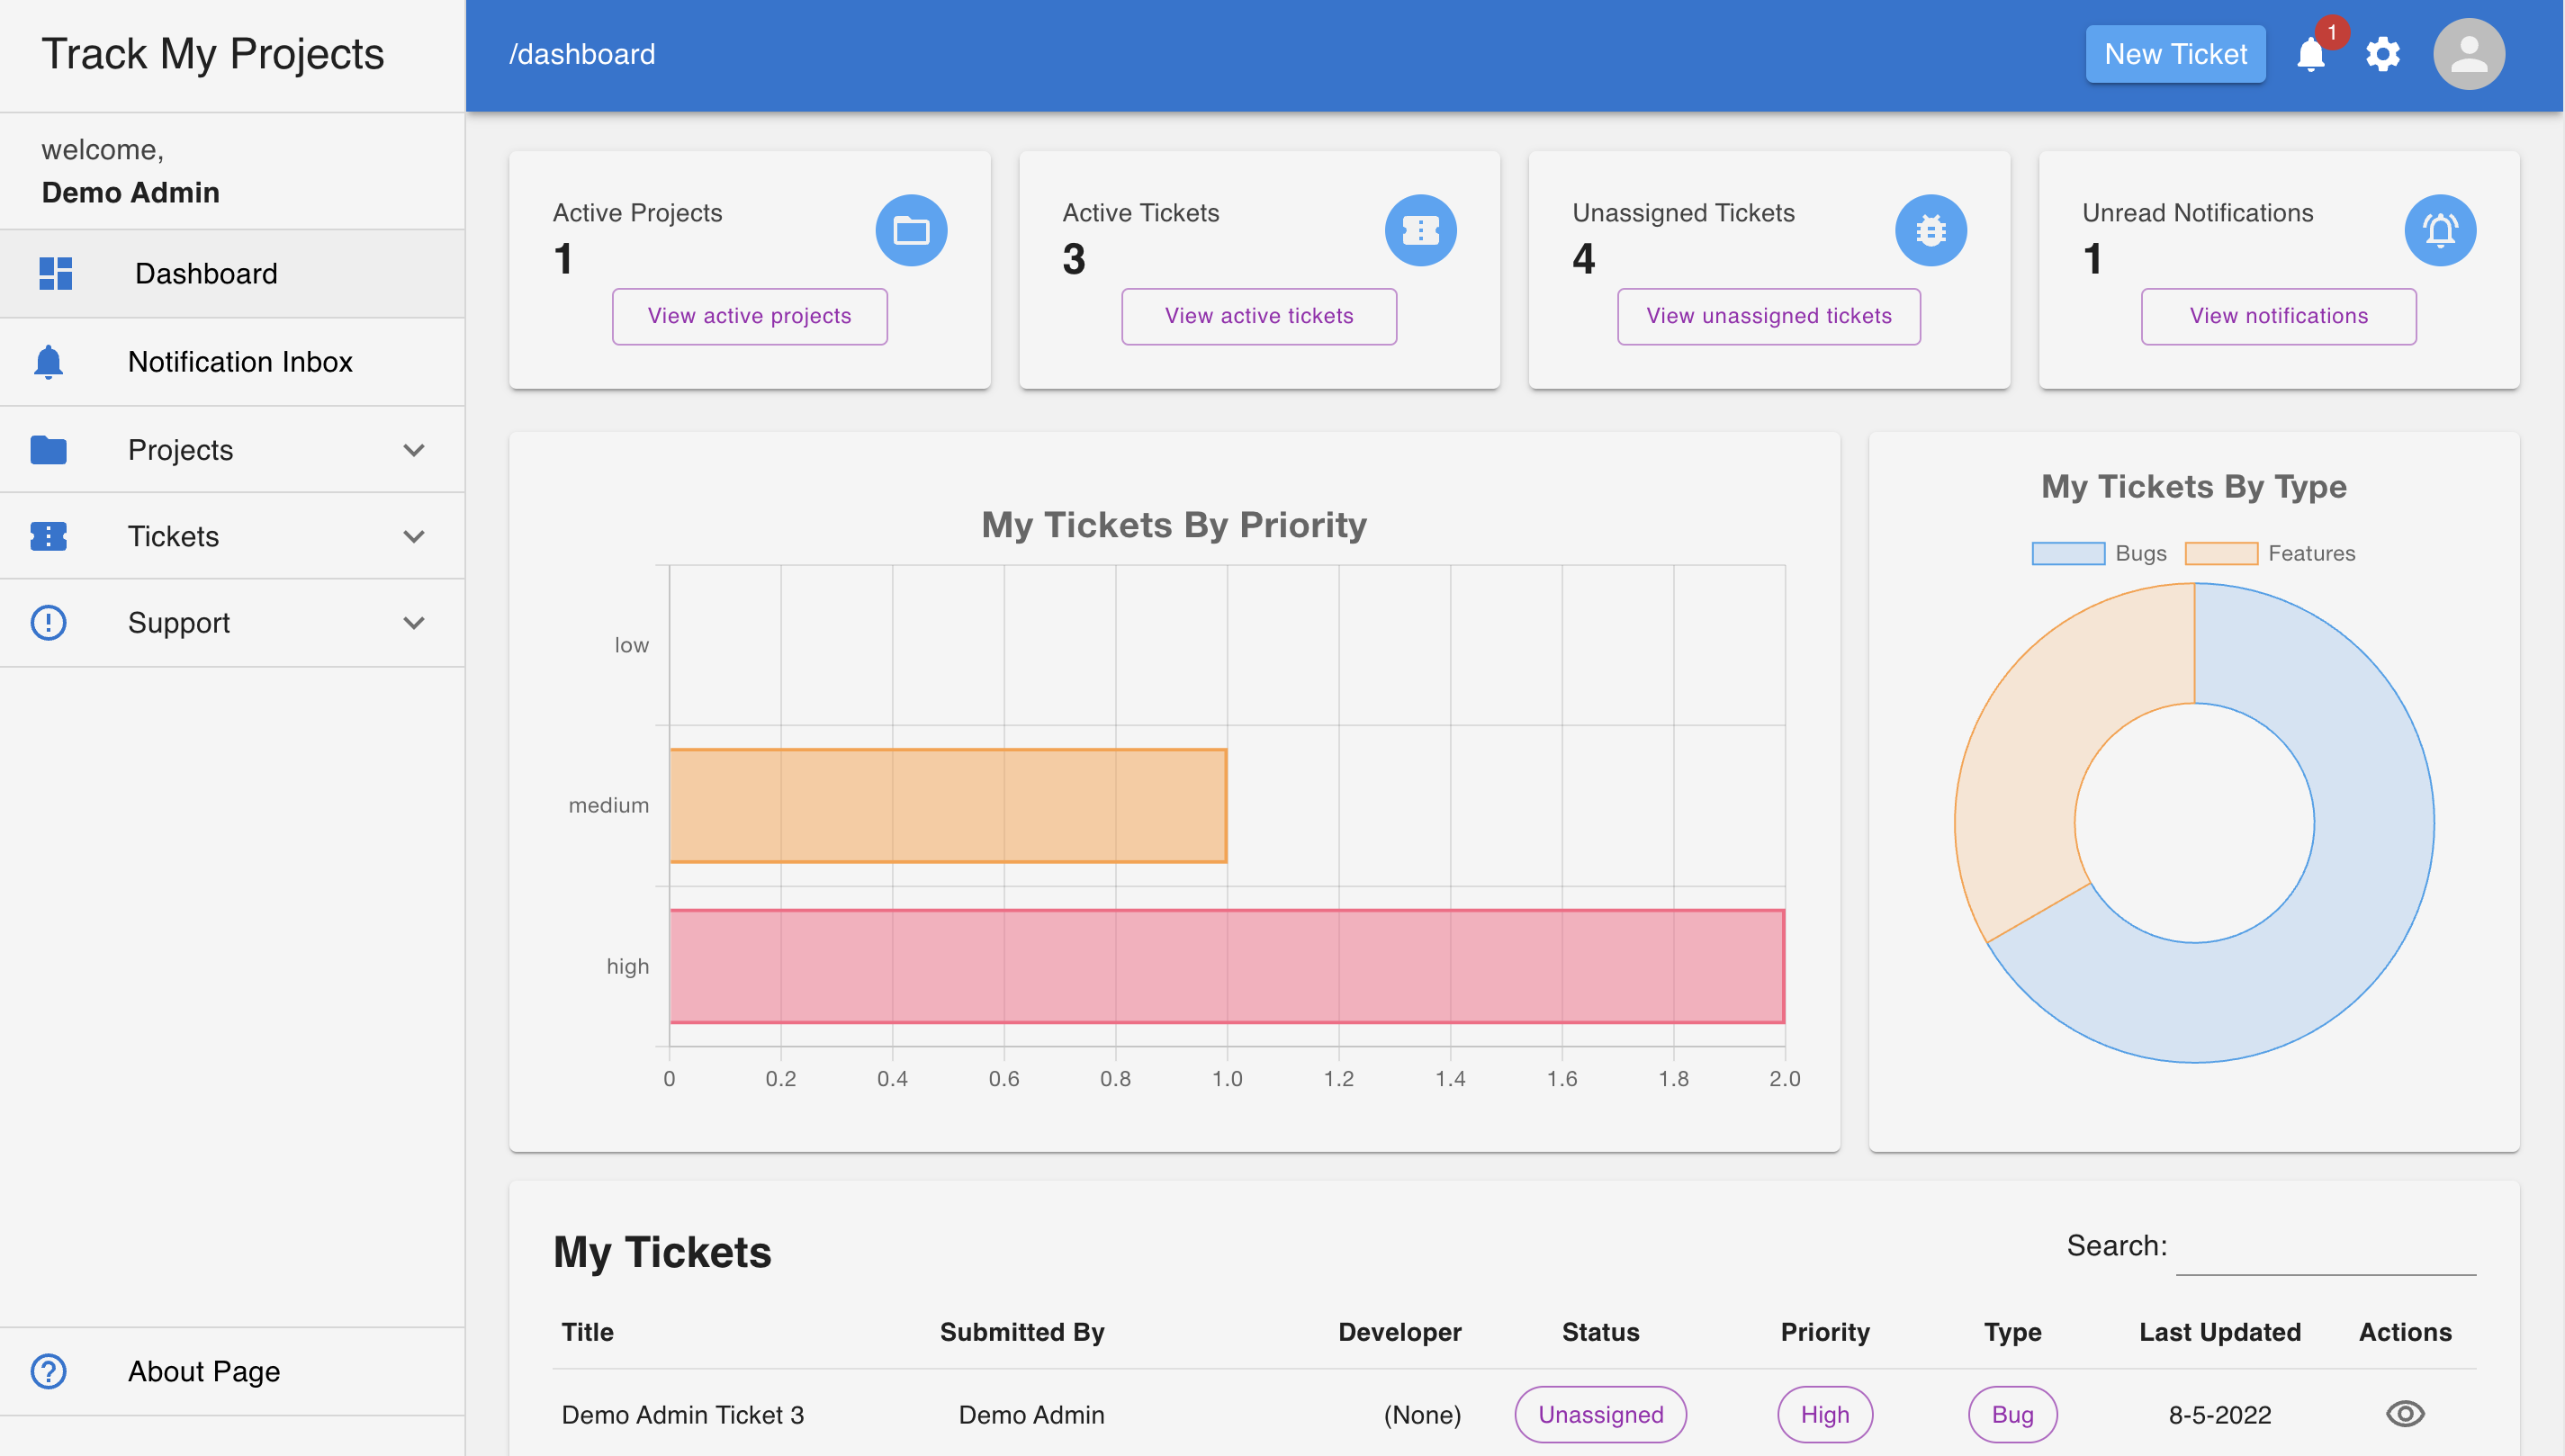 Track My Projects
welcome,
Demo Admin
Dashboard
Notification Inbox
Projects
Tickets
Support
About Page
/dashboard
New Ticket
1
Active Projects
1
View active projects
Active Tickets
3
View active tickets
Unassigned Tickets
4
View unassigned tickets
Unread Notifications
1
View notifications
My Tickets By Priority
low
medium
high
0 0.2 0.4 0.6 0.8 1.0 1.2 1.4 1.6 1.8 2.0
My Tickets By Type
Bugs Features
My Tickets
Search:
Title Submitted By Developer Status Priority Type Last Updated Actions
Demo Admin Ticket 3 Demo Admin (None) Unassigned High Bug 8-5-2022